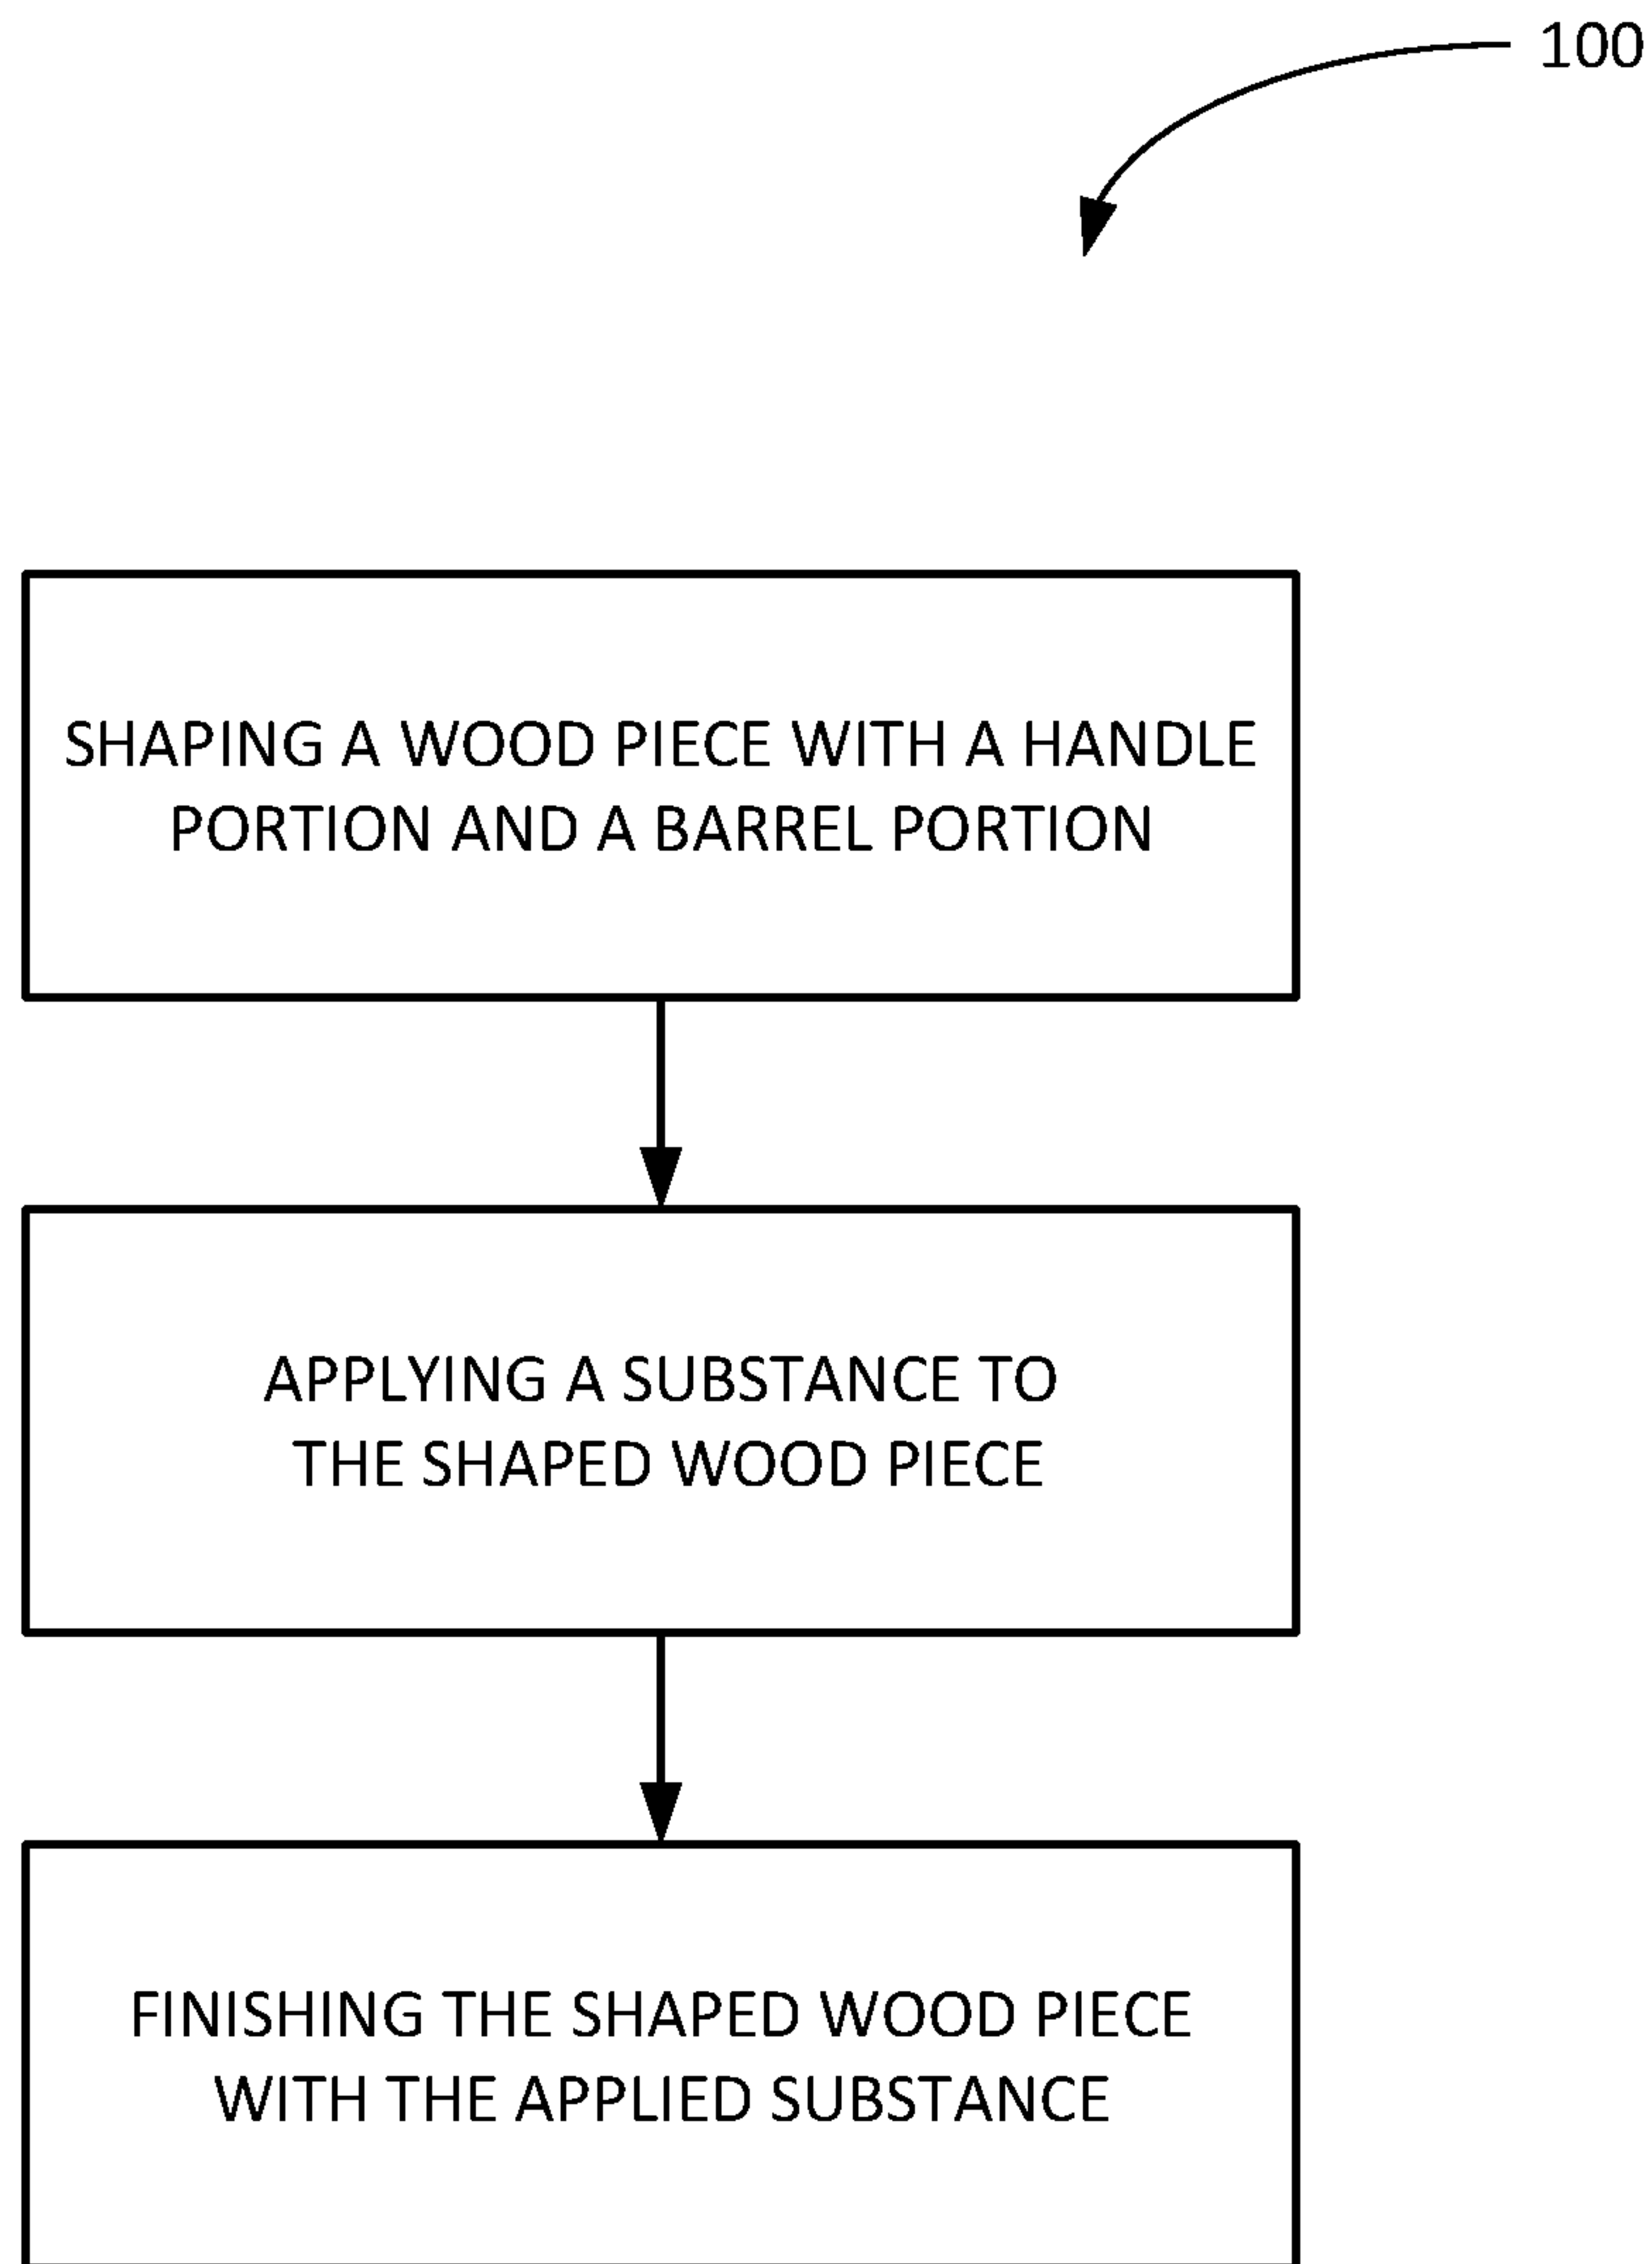 100
SHAPING A WOOD PIECE WITH A HANDLE
PORTION AND A BARREL PORTION
APPLYING A SUBSTANCE TO
THE SHAPED WOOD PIECE
FINISHING THE SHAPED WOOD PIECE
WITH THE APPLIED SUBSTANCE